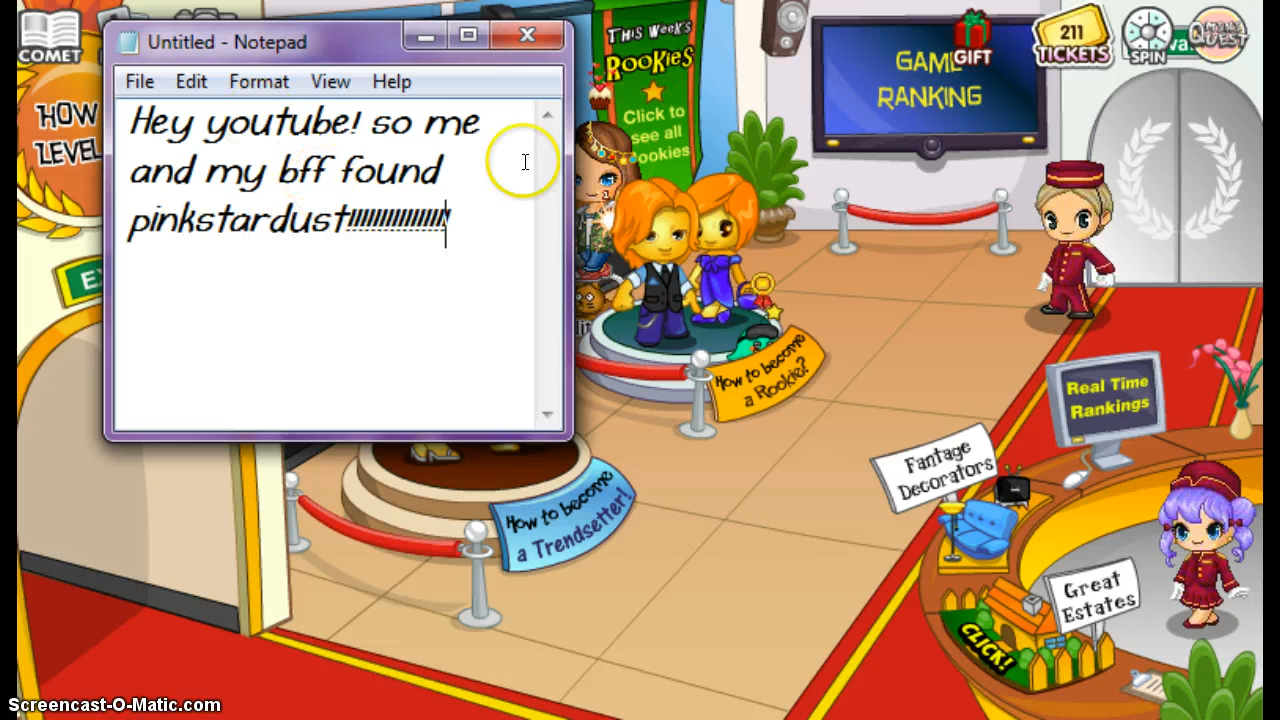 COMET
HOW
LEVEL
Untitled - Notepad
File Edit Format View Help
Hey youtube! so me
and my bff found
pinkstardust!!!!!!!!!!!!!!!!
This Week's
Rookies
Click to
see all
Rookies
GAME
RANKING
GIFT
211
TICKETS
SPIN
QUEST
How to become
a Rookie?
How to become
a Trendsetter!
Real Time
Rankings
Fantage
Decorators
Great
Estates
CLICK!
Screencast-O-Matic.com